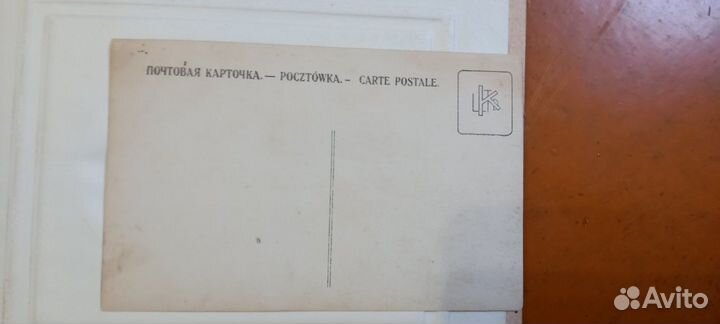 ПОЧТОВАЯ КАРТОЧКА. — POCZTÓWKA. – CARTE POSTALE.
Avito